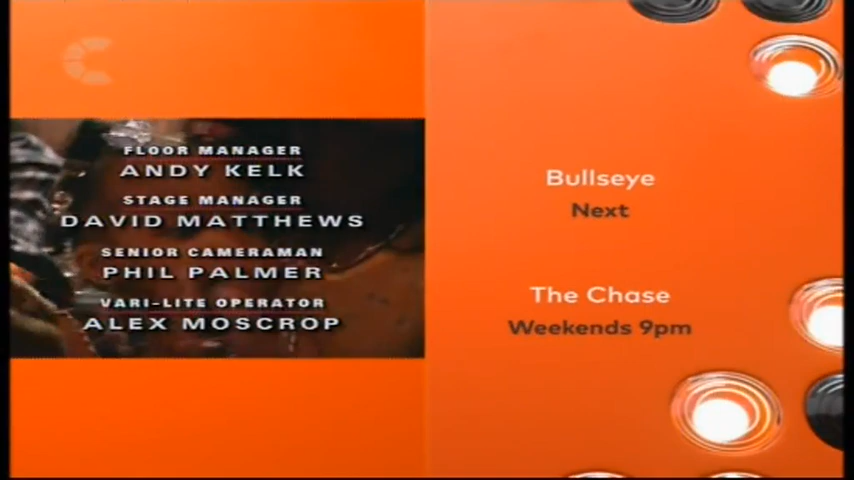 FLOOR MANAGER
ANDY KELK
STAGE MANAGER
DAVID MATTHEWS
SENIOR CAMERAMAN
PHIL PALMER
VARI-LITE OPERATOR
ALEX MOSCROP
Bullseye
Next
The Chase
Weekends 9pm